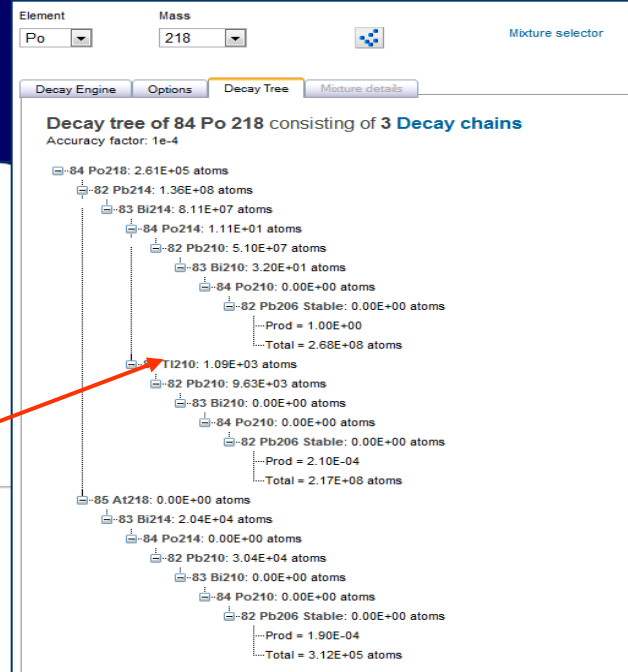 Element Mass
Po 218 Mixture selector
Decay Engine Options Decay Tree Mixture details
Decay tree of 84 Po 218 consisting of 3 Decay chains
Accuracy factor: 1e-4
84 Po218: 2.61E+05 atoms
82 Pb214: 1.36E+08 atoms
83 Bi214: 8.11E+07 atoms
84 Po214: 1.11E+01 atoms
82 Pb210: 5.10E+07 atoms
83 Bi210: 3.20E+01 atoms
84 Po210: 0.00E+00 atoms
82 Pb206 Stable: 0.00E+00 atoms
Prod = 1.00E+00
Total = 2.68E+08 atoms
Tl210: 1.09E+03 atoms
82 Pb210: 9.63E+03 atoms
83 Bi210: 0.00E+00 atoms
84 Po210: 0.00E+00 atoms
82 Pb206 Stable: 0.00E+00 atoms
Prod = 2.10E-04
Total = 2.17E+08 atoms
85 At218: 0.00E+00 atoms
83 Bi214: 2.04E+04 atoms
84 Po214: 0.00E+00 atoms
82 Pb210: 3.04E+04 atoms
83 Bi210: 0.00E+00 atoms
84 Po210: 0.00E+00 atoms
82 Pb206 Stable: 0.00E+00 atoms
Prod = 1.90E-04
Total = 3.12E+05 atoms